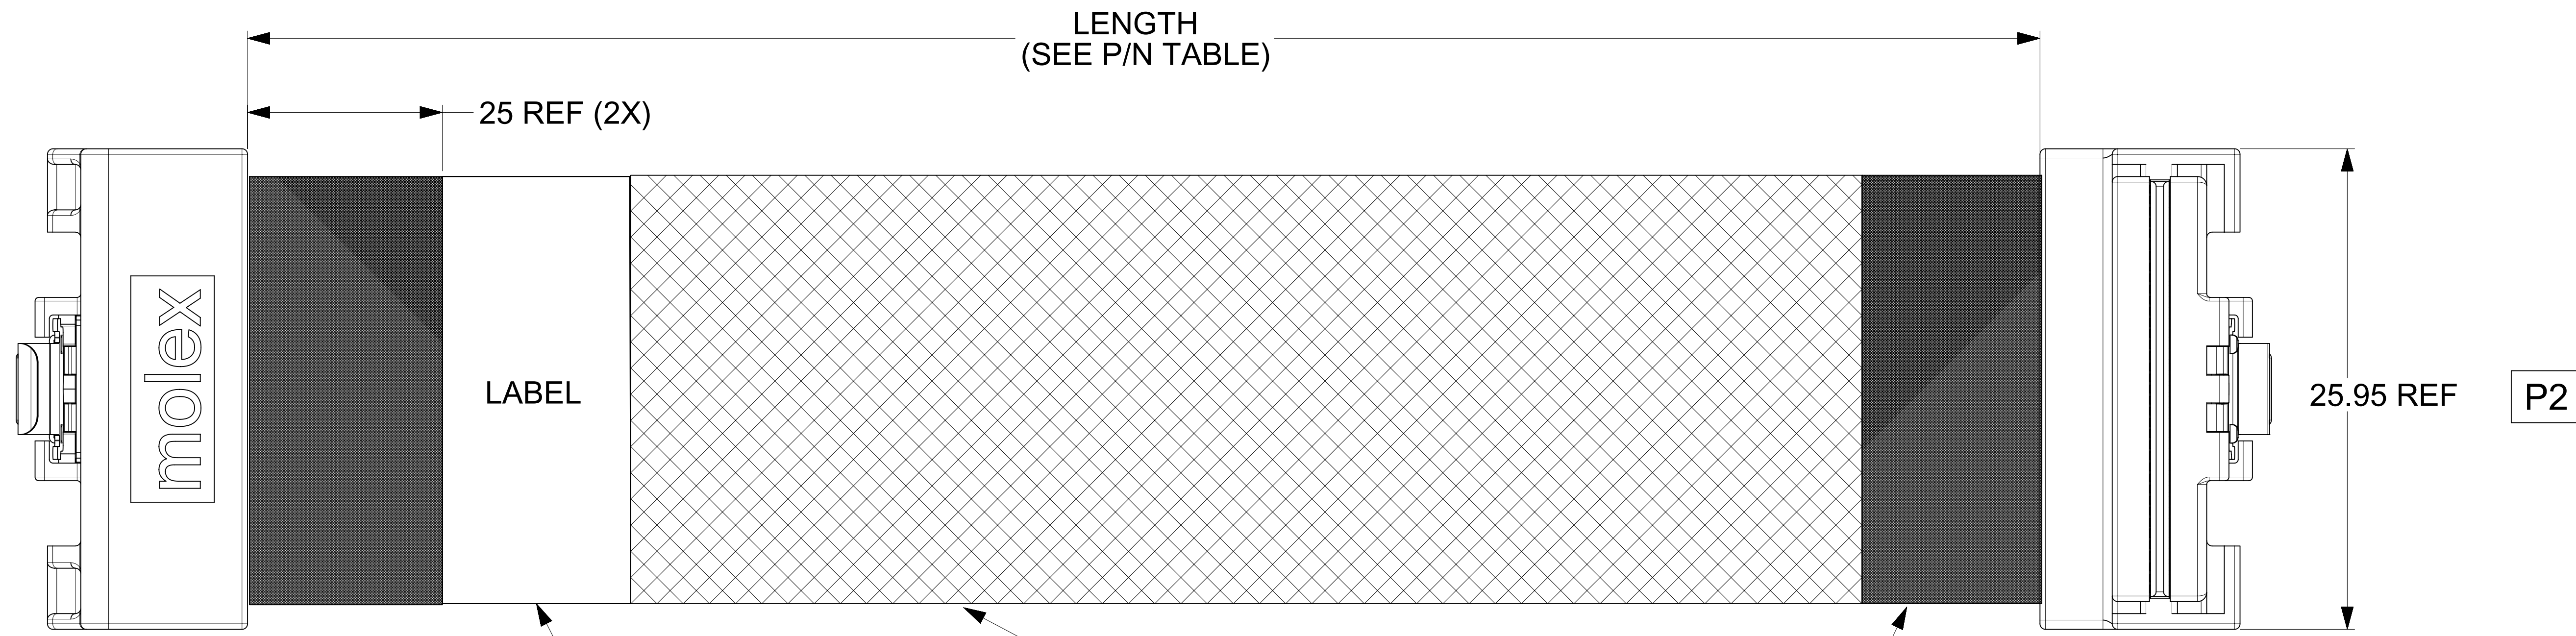 LENGTH
(SEE P/N TABLE)
25 REF (2X)
molex
LABEL
25.95 REF
P2